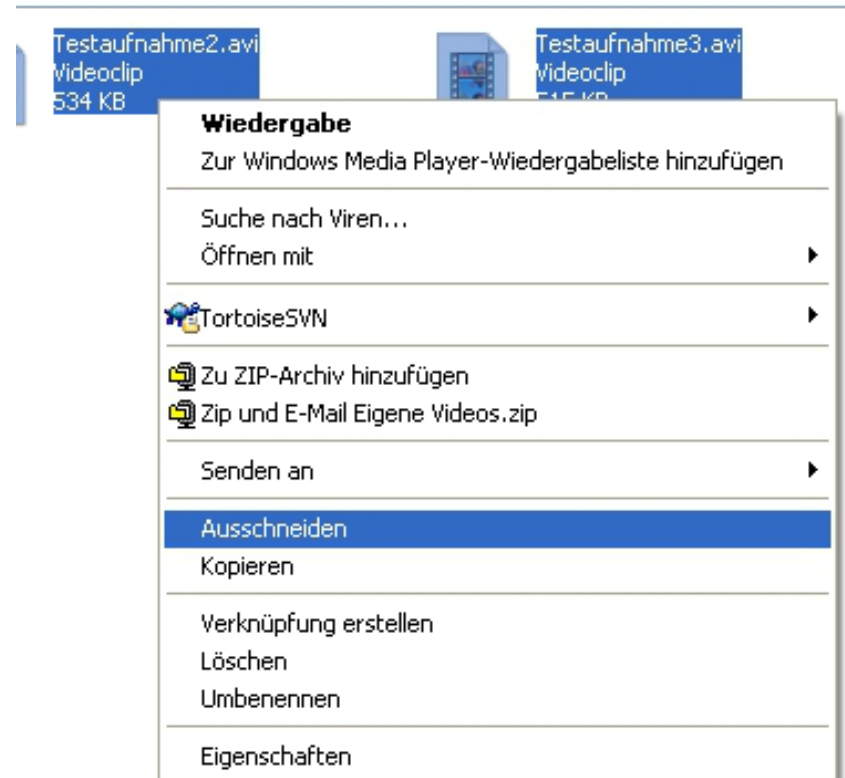 Testaufnahme2.avi
Videoclip
534 KB
Testaufnahme3.avi
Videoclip
515 KB
Wiedergabe
Zur Windows Media Player-Wiedergabeliste hinzufügen
Suche nach Viren...
Öffnen mit
TortoiseSVN
Zu ZIP-Archiv hinzufügen
Zip und E-Mail Eigene Videos.zip
Senden an
Ausschneiden
Kopieren
Verknüpfung erstellen
Löschen
Umbenennen
Eigenschaften